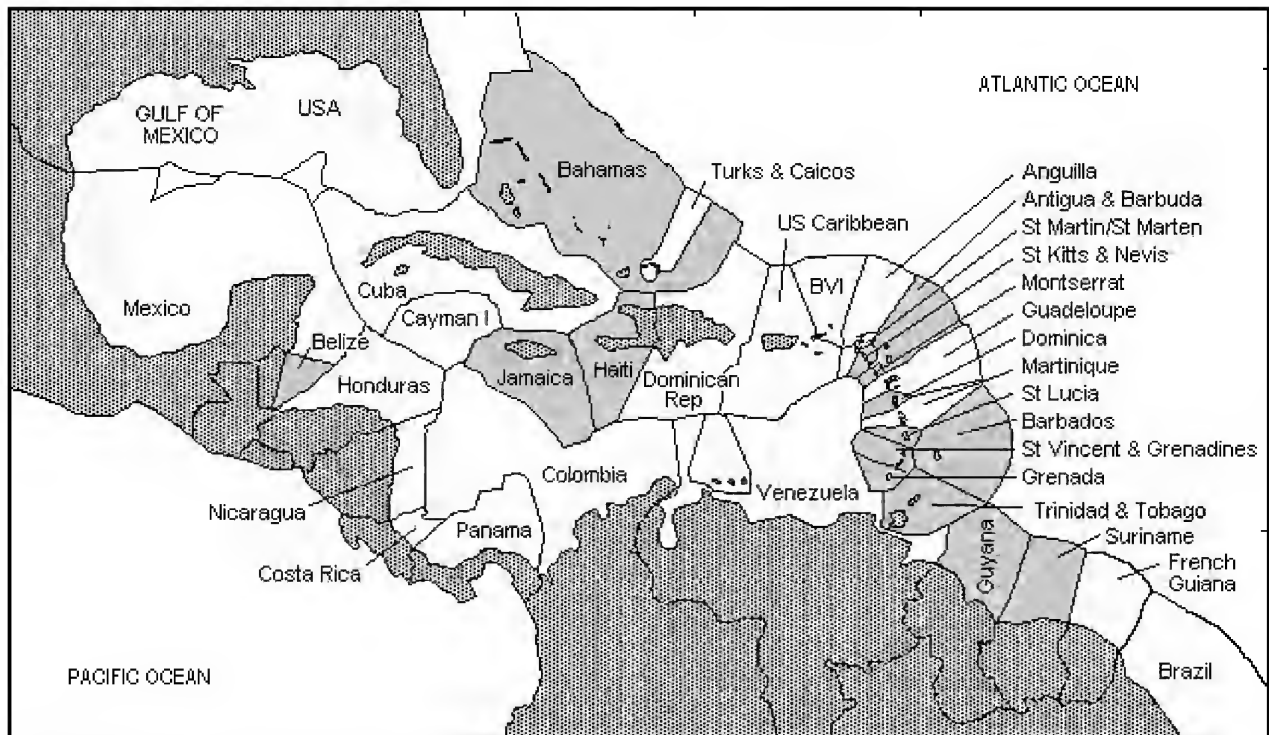 ATLANTIC OCEAN
GULF OF
MEXICO
USA
Bahamas
Turks & Caicos
US Caribbean
BVI
Anguilla
Antigua & Barbuda
St Martin/St Marten
St Kitts & Nevis
Montserrat
Guadeloupe
Dominica
Martinique
St Lucia
Barbados
St Vincent & Grenadines
Grenada
Trinidad & Tobago
Suriname
French
Guiana
Guyana
Brazil
Mexico
Cuba
Cayman I
Belize
Honduras
Jamaica
Haiti
Dominican
Rep
Colombia
Venezuela
Nicaragua
Panama
Costa Rica
PACIFIC OCEAN